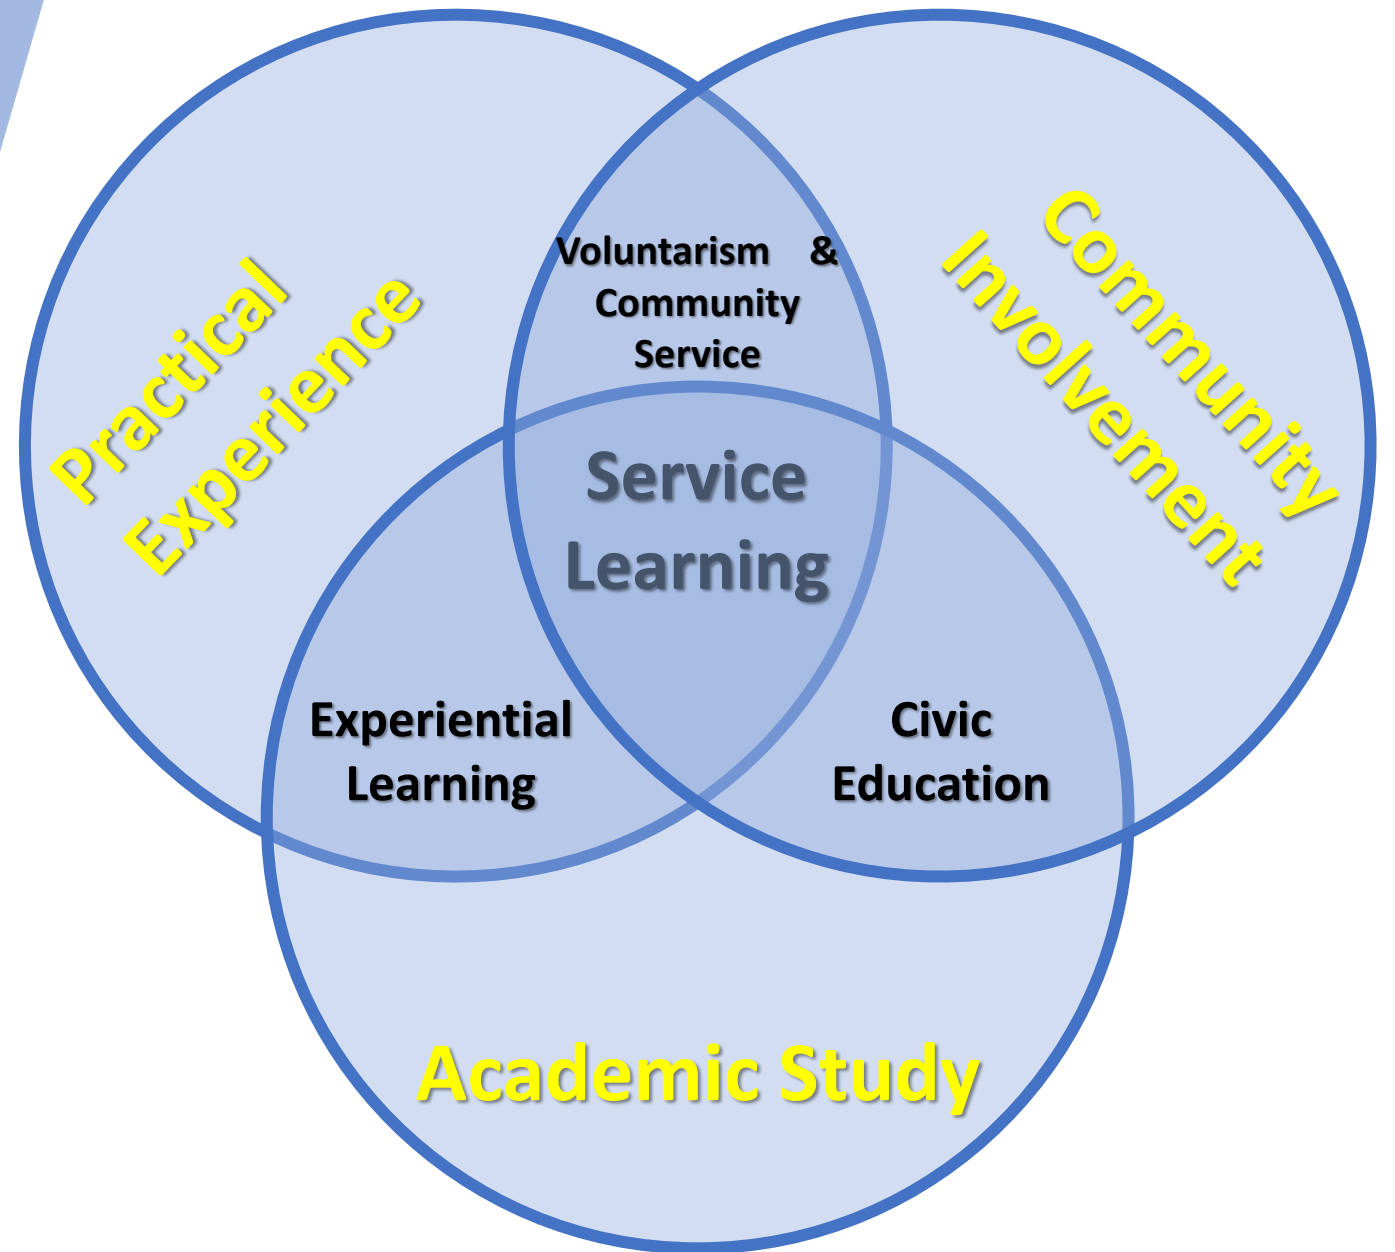 Practical
Experience
Voluntarism &
Community
Service
Community
Involvement
Service
Learning
Experiential
Learning
Civic
Education
Academic Study